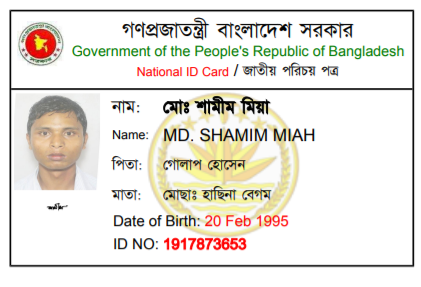 গণপ্রজাতন্ত্রী বাংলাদেশ সরকার
Government of the People's Republic of Bangladesh
National ID Card / জাতীয় পরিচয় পত্র
নাম: মোঃ শামীম মিয়া
Name: MD. SHAMIM MIAH
পিতা: গোলাপ হোসেন
মাতা: মোছাঃ হাছিনা বেগম
Date of Birth: 20 Feb 1995
ID NO: 1917873653